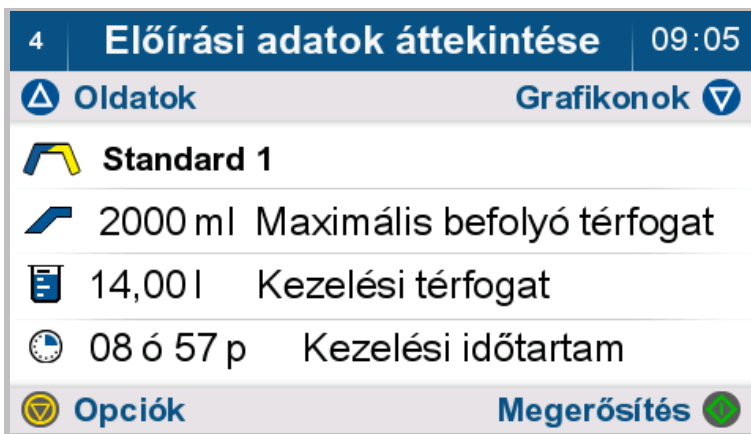 4 Előírási adatok áttekintése 09:05
Oldatok Grafikonok
Standard 1
2000 ml Maximális befolyó térfogat
14,00 l Kezelési térfogat
08 ó 57 p Kezelési időtartam
Opciók Megerősítés